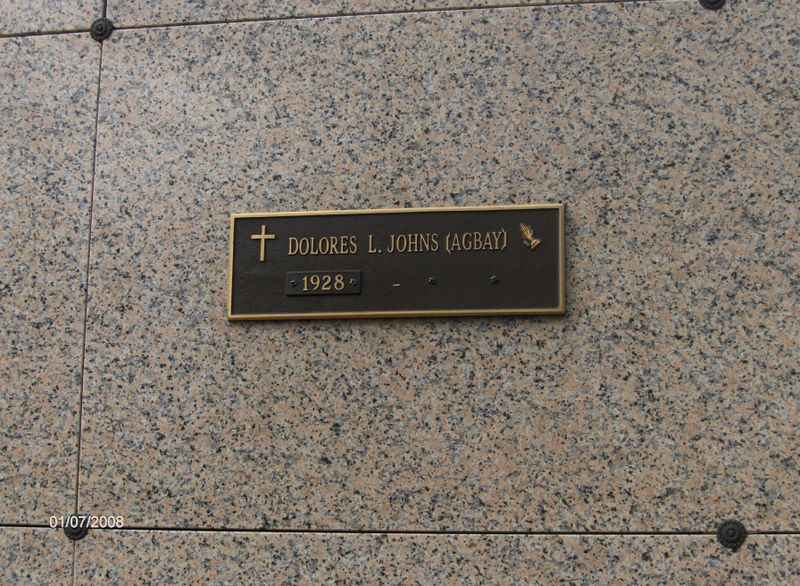 DOLORES L. JOHNS (AGBAY)
1928 -
01/07/2008